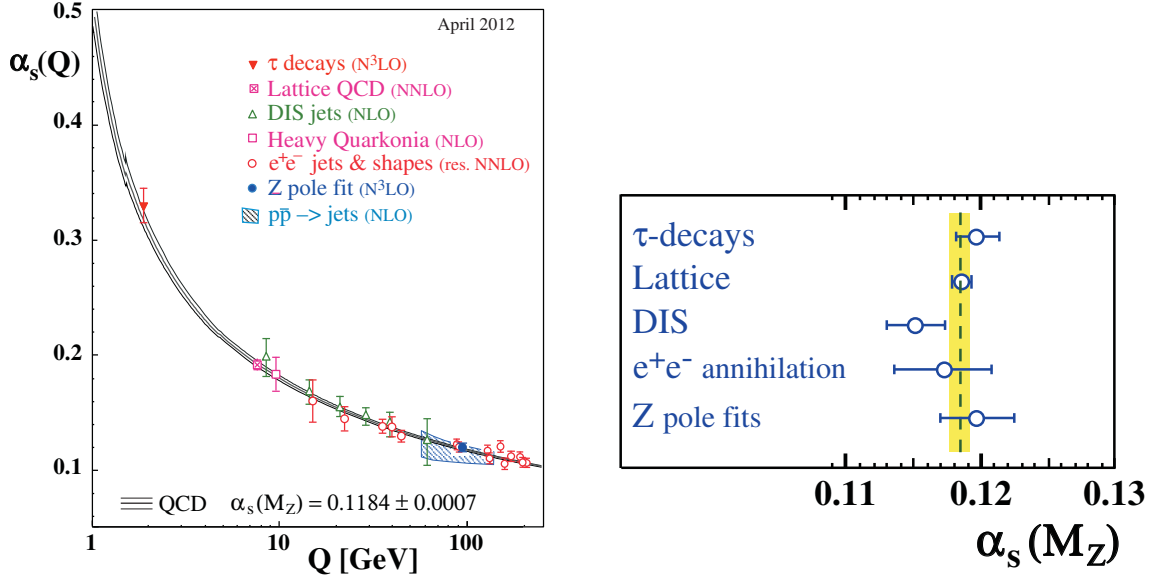 0.5
April 2012
αs(Q)
τ decays (N³LO)
Lattice QCD (NNLO)
DIS jets (NLO)
Heavy Quarkonia (NLO)
e⁺e⁻ jets & shapes (res. NNLO)
Z pole fit (N³LO)
pp̄ –> jets (NLO)
0.4
0.3
0.2
0.1
QCD αs(MZ) = 0.1184 ± 0.0007
1 10 100
Q [GeV]
τ-decays
Lattice
DIS
e⁺e⁻ annihilation
Z pole fits
0.11 0.12 0.13
αs(MZ)